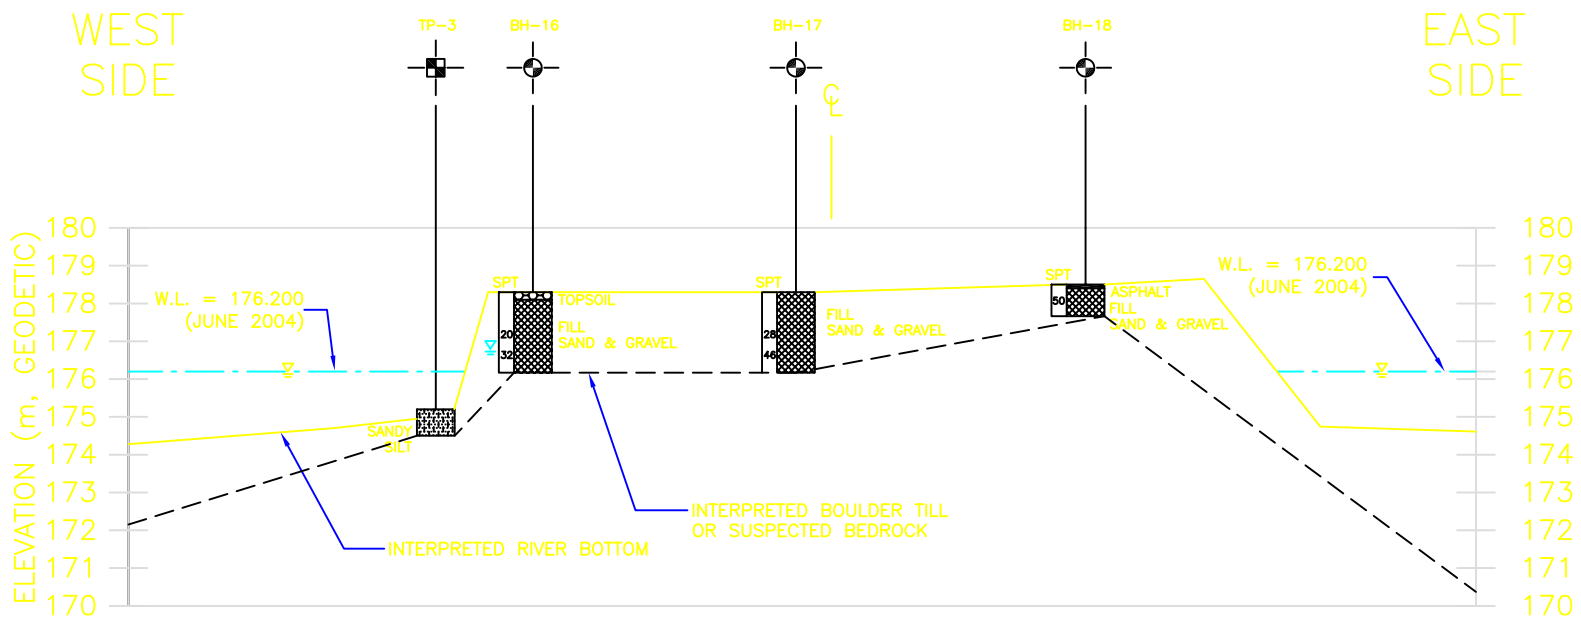 WEST
SIDE
TP-3
BH-16
BH-17
BH-18
EAST
SIDE
℄
ELEVATION (m, GEODETIC)
180
179
178
177
176
175
174
173
172
171
170
W.L. = 176.200
(JUNE 2004)
SANDY
SILT
SPT
20
32
TOPSOIL
FILL
SAND & GRAVEL
SPT
28
46
FILL
SAND & GRAVEL
SPT
50
ASPHALT
FILL
SAND & GRAVEL
W.L. = 176.200
(JUNE 2004)
INTERPRETED BOULDER TILL
OR SUSPECTED BEDROCK
INTERPRETED RIVER BOTTOM
180
179
178
177
176
175
174
173
172
171
170